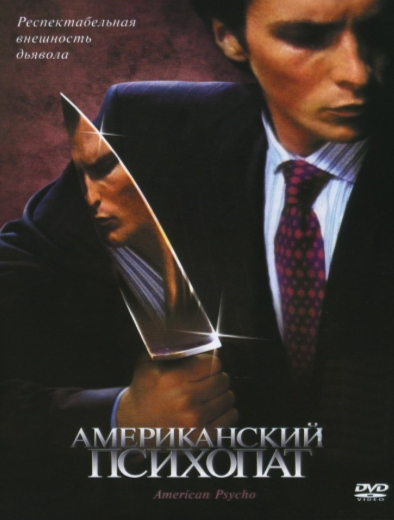 Респектабельная
внешность
дьявола
АМЕРИКАНСКИЙ
ПСИХОПАТ
American Psycho
DVD
VIDEO